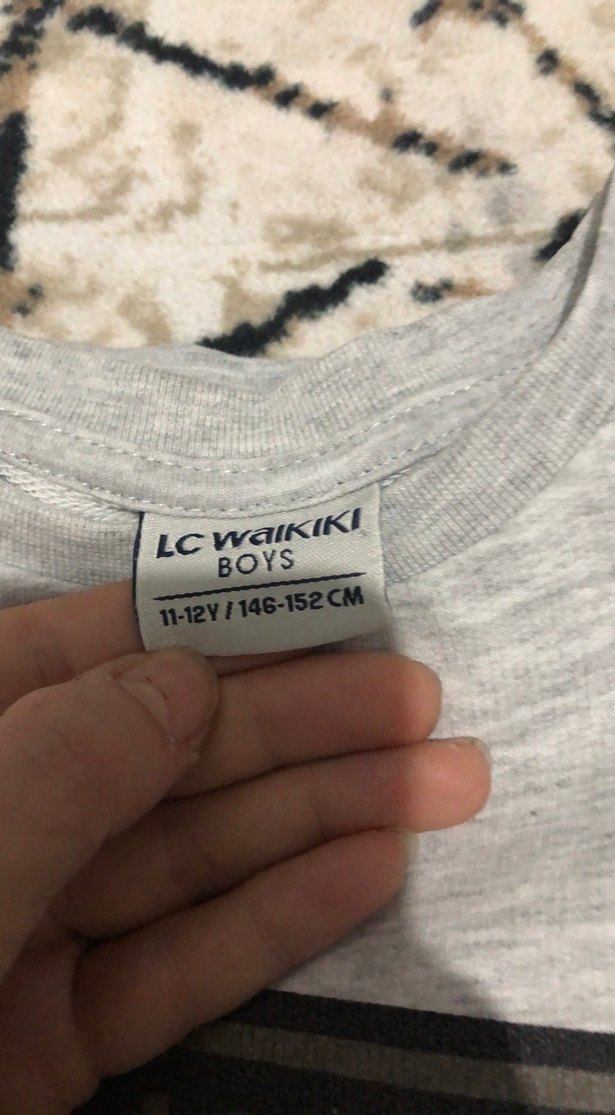 LC WAIKIKI
BOYS
11-12Y / 146-152 CM